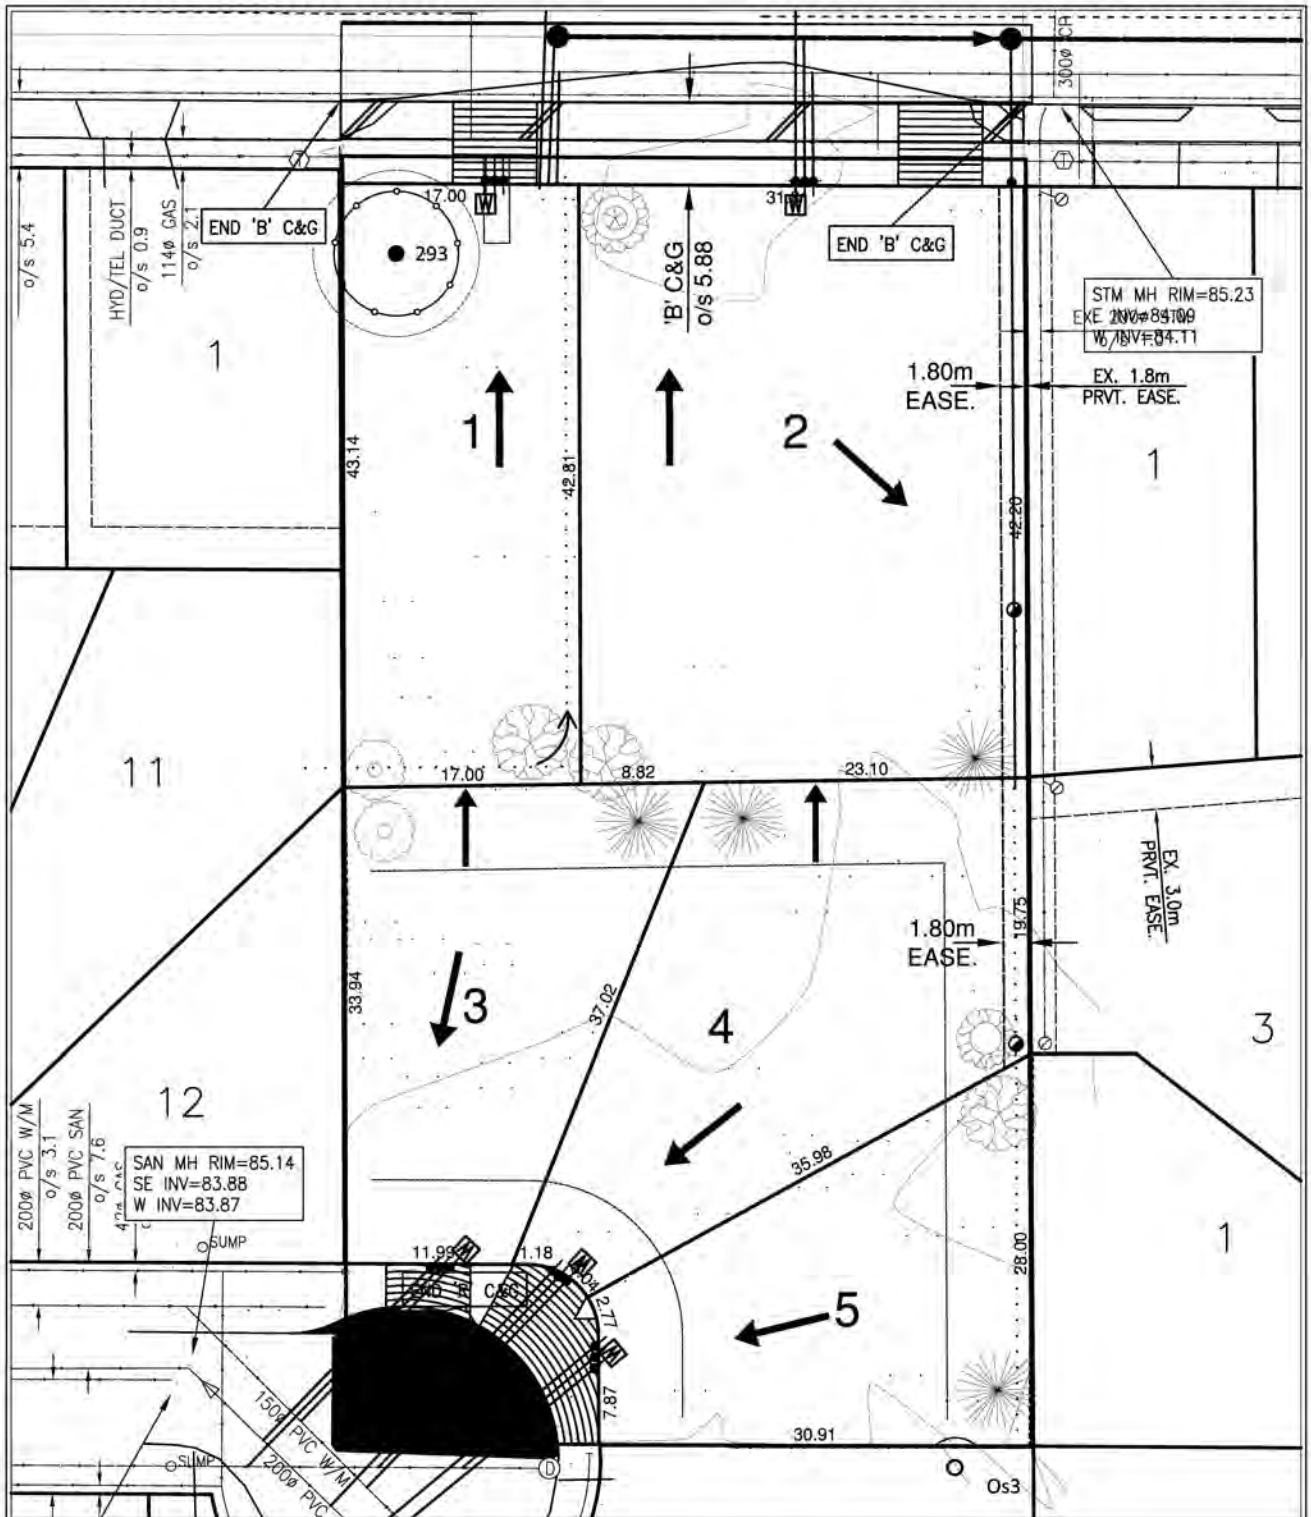 300ø CA
T
T
o/s 5.4
HYD/TEL DUCT
o/s 0.9
114ø GAS
o/s 2.1
END 'B' C&G
17.00
W
31
W
293
'B' C&G
o/s 5.88
END 'B' C&G
STM MH RIM=85.23
E INV=84.09
W INV=84.11
1
1.80m
EASE.
EX. 1.8m
PRVT. EASE.
1
2
43.14
42.81
42.20
1
11
17.00
8.82
23.10
EX. 3.0m
PRVT. EASE.
1.80m
EASE.
19.75
33.94
3
37.02
4
3
12
200ø PVC W/M
o/s 3.1
200ø PVC SAN
o/s 7.6
SAN MH RIM=85.14
SE INV=83.88
W INV=83.87
35.98
28.00
1
SUMP
11.99
W
1.18
W
END 'B' C&G
2.77
5
W
7.87
30.91
150ø PVC W/M
200ø PVC
SUMP
D
T
Os3